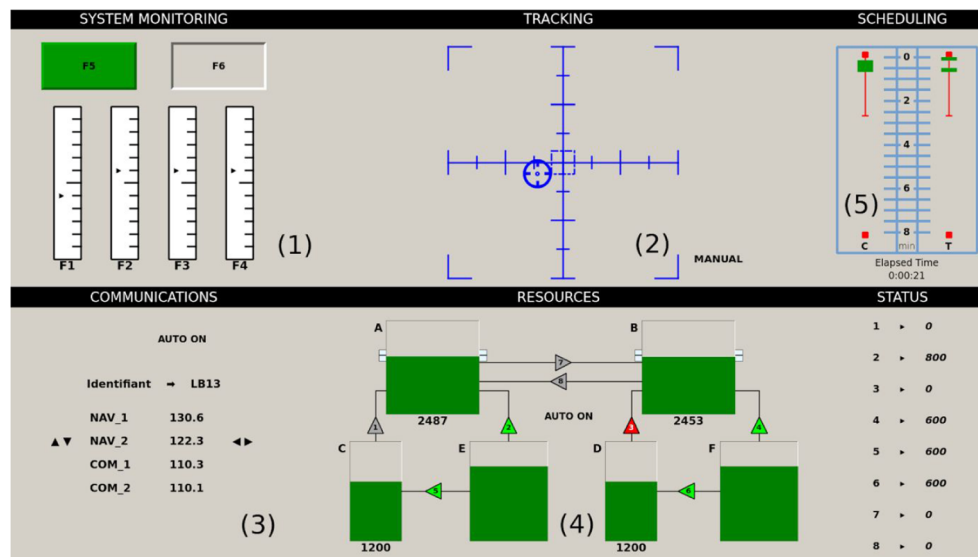 SYSTEM MONITORING
TRACKING
SCHEDULING
F5
F6
F1
F2
F3
F4
(1)
(2)
MANUAL
0
2
4
6
8
(5)
C
min
T
Elapsed Time
0:00:21
COMMUNICATIONS
RESOURCES
STATUS
AUTO ON
Identifiant ➡ LB13
NAV_1 130.6
▲▼ NAV_2 122.3 ◀▶
COM_1 110.3
COM_2 110.1
(3)
A
B
7
8
2487
AUTO ON
2453
1
2
3
4
C
E
D
F
5
6
1200
1200
(4)
1 ▸ 0
2 ▸ 800
3 ▸ 0
4 ▸ 600
5 ▸ 600
6 ▸ 600
7 ▸ 0
8 ▸ 0